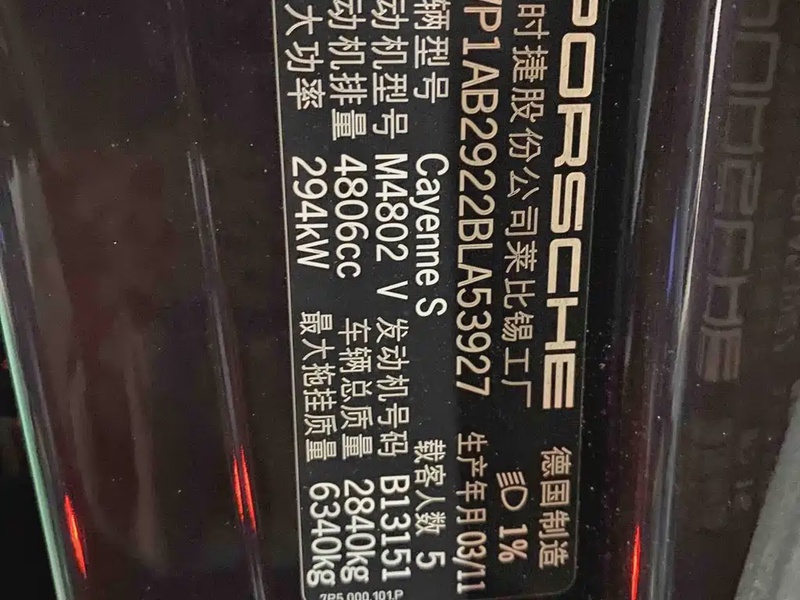 PORSCHE 德国制造
时捷股份公司莱比锡工厂 1%
P1AB2922BLA53927 生产年月 03/11
辆型号 Cayenne S 载客人数 5
动机型号 M4802 V 发动机号码 B13151
动机排量 4806cc 车辆总质量 2840kg
大功率 294kW 最大拖挂质量 6340kg
7P5.000.101.P